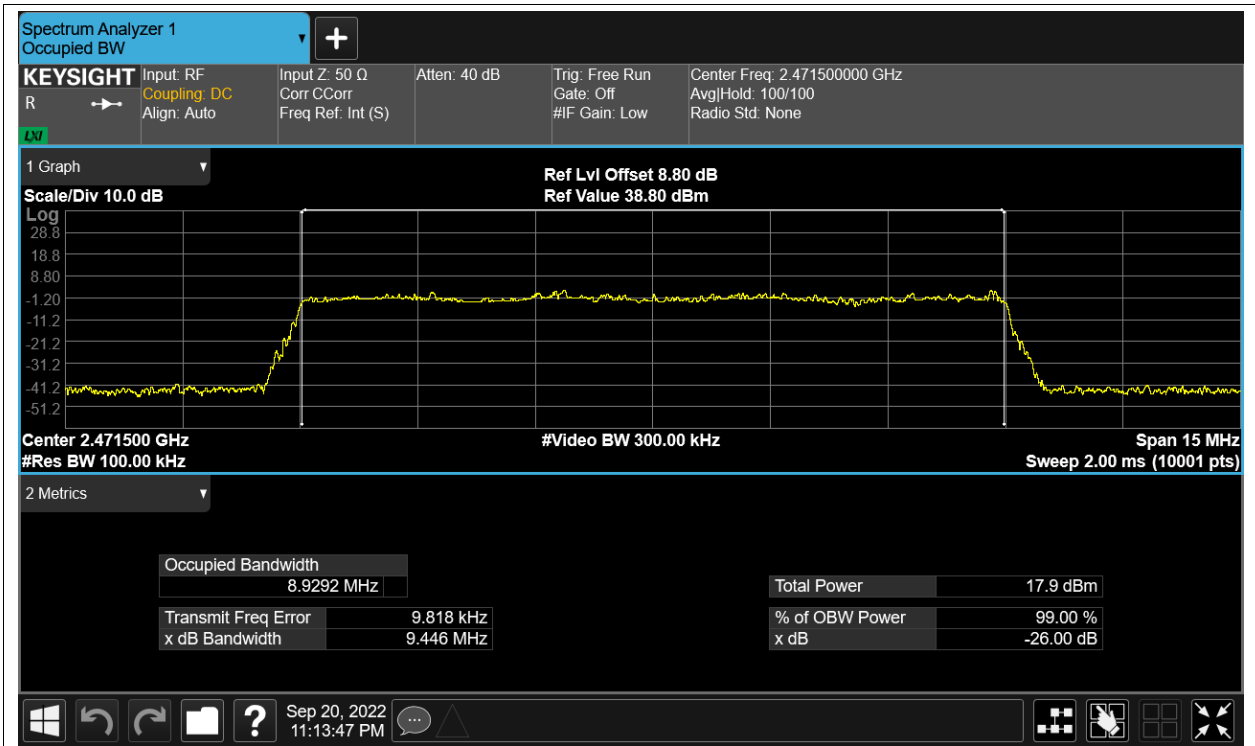 Spectrum Analyzer 1
Occupied BW
KEYSIGHT
R
LXI
Input: RF
Coupling: DC
Align: Auto
Input Z: 50 Ω
Corr CCorr
Freq Ref: Int (S)
Atten: 40 dB
Trig: Free Run
Gate: Off
#IF Gain: Low
Center Freq: 2.471500000 GHz
Avg|Hold: 100/100
Radio Std: None
1 Graph
Scale/Div 10.0 dB
Ref Lvl Offset 8.80 dB
Ref Value 38.80 dBm
Log
28.8
18.8
8.80
-1.20
-11.2
-21.2
-31.2
-41.2
-51.2
Center 2.471500 GHz
#Video BW 300.00 kHz
Span 15 MHz
#Res BW 100.00 kHz
Sweep 2.00 ms (10001 pts)
2 Metrics
Occupied Bandwidth
8.9292 MHz
Total Power 17.9 dBm
Transmit Freq Error 9.818 kHz
% of OBW Power 99.00 %
x dB Bandwidth 9.446 MHz
x dB -26.00 dB
?
Sep 20, 2022
11:13:47 PM